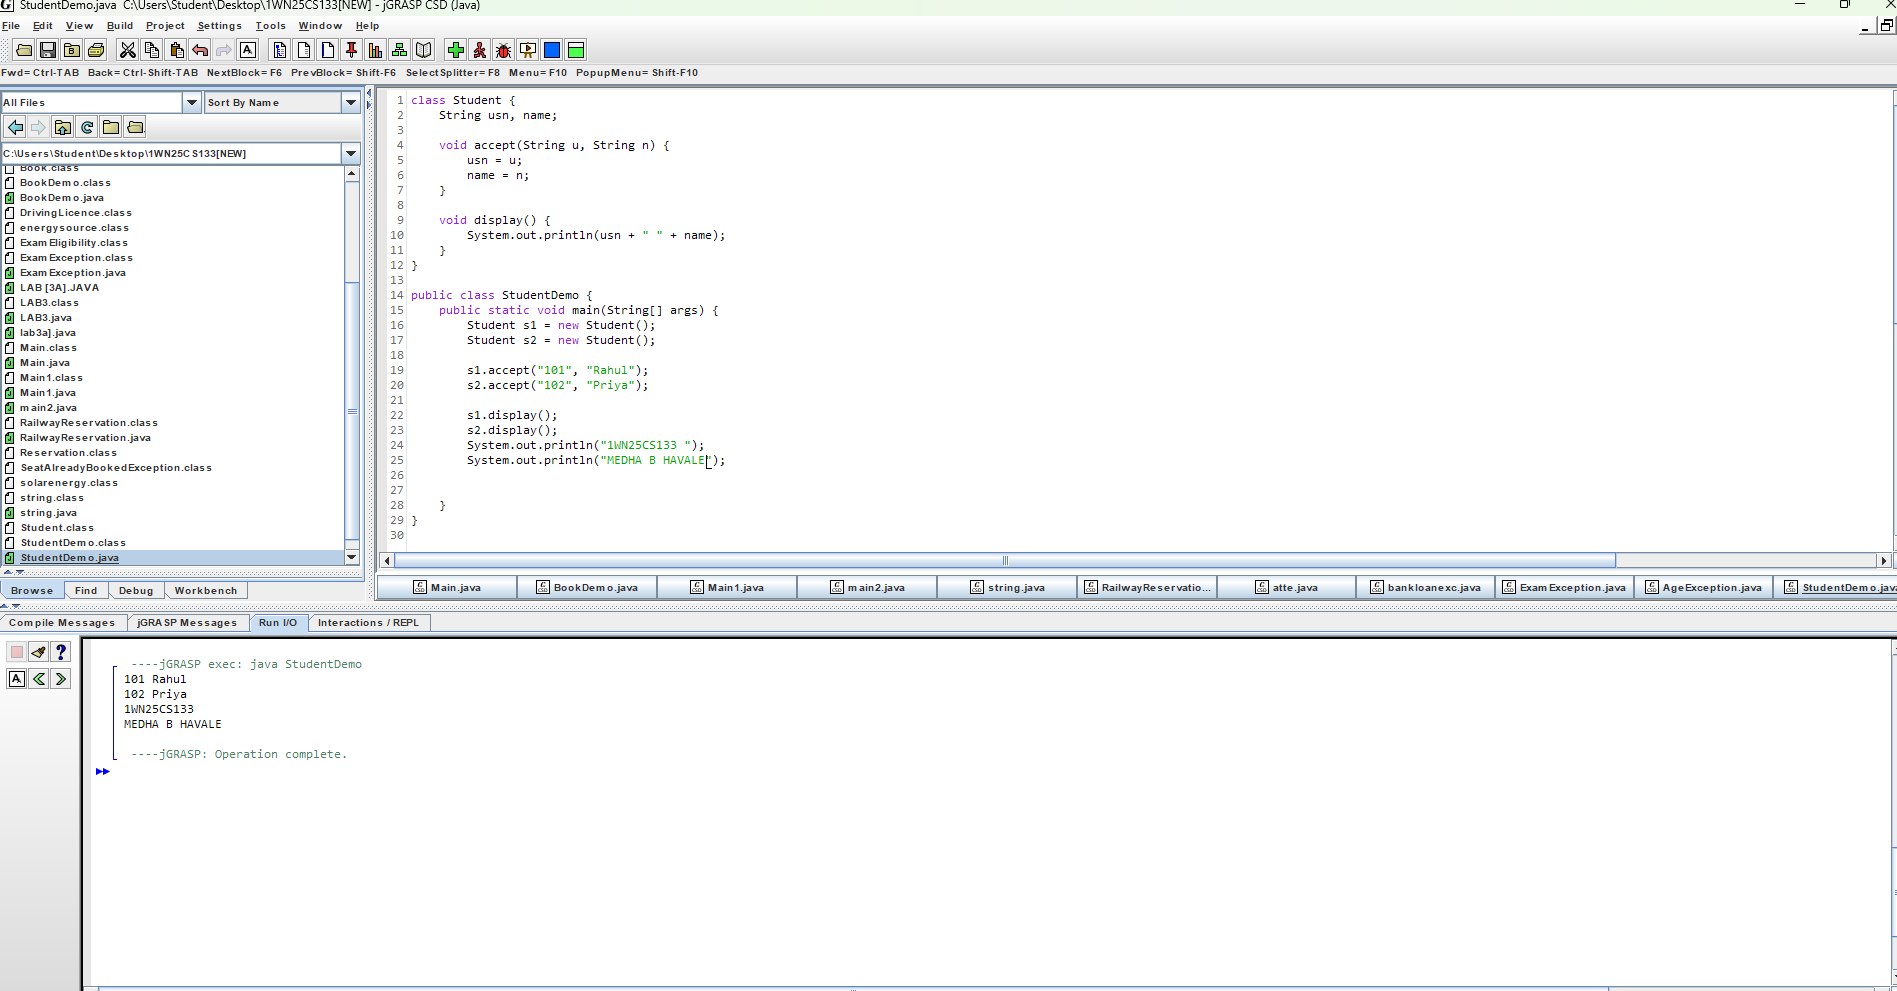 StudentDemo.java  C:\Users\Student\Desktop\1WN25CS133[NEW] - jGRASP CSD (Java)
File Edit View Build Project Settings Tools Window Help
Fwd= Ctrl-TAB Back= Ctrl-Shift-TAB NextBlock= F6 PrevBlock= Shift-F6 SelectSplitter= F8 Menu= F10 PopupMenu= Shift-F10
All Files
Sort By Name
C:\Users\Student\Desktop\1WN25CS133[NEW]
Book.class
BookDemo.class
BookDemo.java
DrivingLicence.class
energysource.class
ExamEligibility.class
ExamException.class
ExamException.java
LAB [3A].JAVA
LAB3.class
LAB3.java
lab3a].java
Main.class
Main.java
Main1.class
Main1.java
main2.java
RailwayReservation.class
RailwayReservation.java
Reservation.class
SeatAlreadyBookedException.class
solarenergy.class
string.class
string.java
Student.class
StudentDemo.class
StudentDemo.java
Browse Find Debug Workbench
1 class Student {
2     String usn, name;
3
4     void accept(String u, String n) {
5         usn = u;
6         name = n;
7     }
8
9     void display() {
10         System.out.println(usn + " " + name);
11     }
12 }
13
14 public class StudentDemo {
15     public static void main(String[] args) {
16         Student s1 = new Student();
17         Student s2 = new Student();
18
19         s1.accept("101", "Rahul");
20         s2.accept("102", "Priya");
21
22         s1.display();
23         s2.display();
24         System.out.println("1WN25CS133 ");
25         System.out.println("MEDHA B HAVALE");
26
27
28     }
29 }
30
Main.java BookDemo.java Main1.java main2.java string.java RailwayReservatio... atte.java bankloanexc.java ExamException.java AgeException.java StudentDemo.java
Compile Messages jGRASP Messages Run I/O Interactions / REPL
----jGRASP exec: java StudentDemo
101 Rahul
102 Priya
1WN25CS133
MEDHA B HAVALE
----jGRASP: Operation complete.